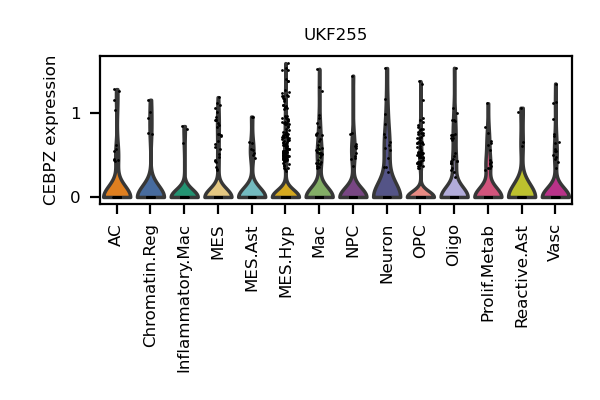 UKF255
CEBPZ expression
1
0
AC
Chromatin.Reg
Inflammatory.Mac
MES
MES.Ast
MES.Hyp
Mac
NPC
Neuron
OPC
Oligo
Prolif.Metab
Reactive.Ast
Vasc